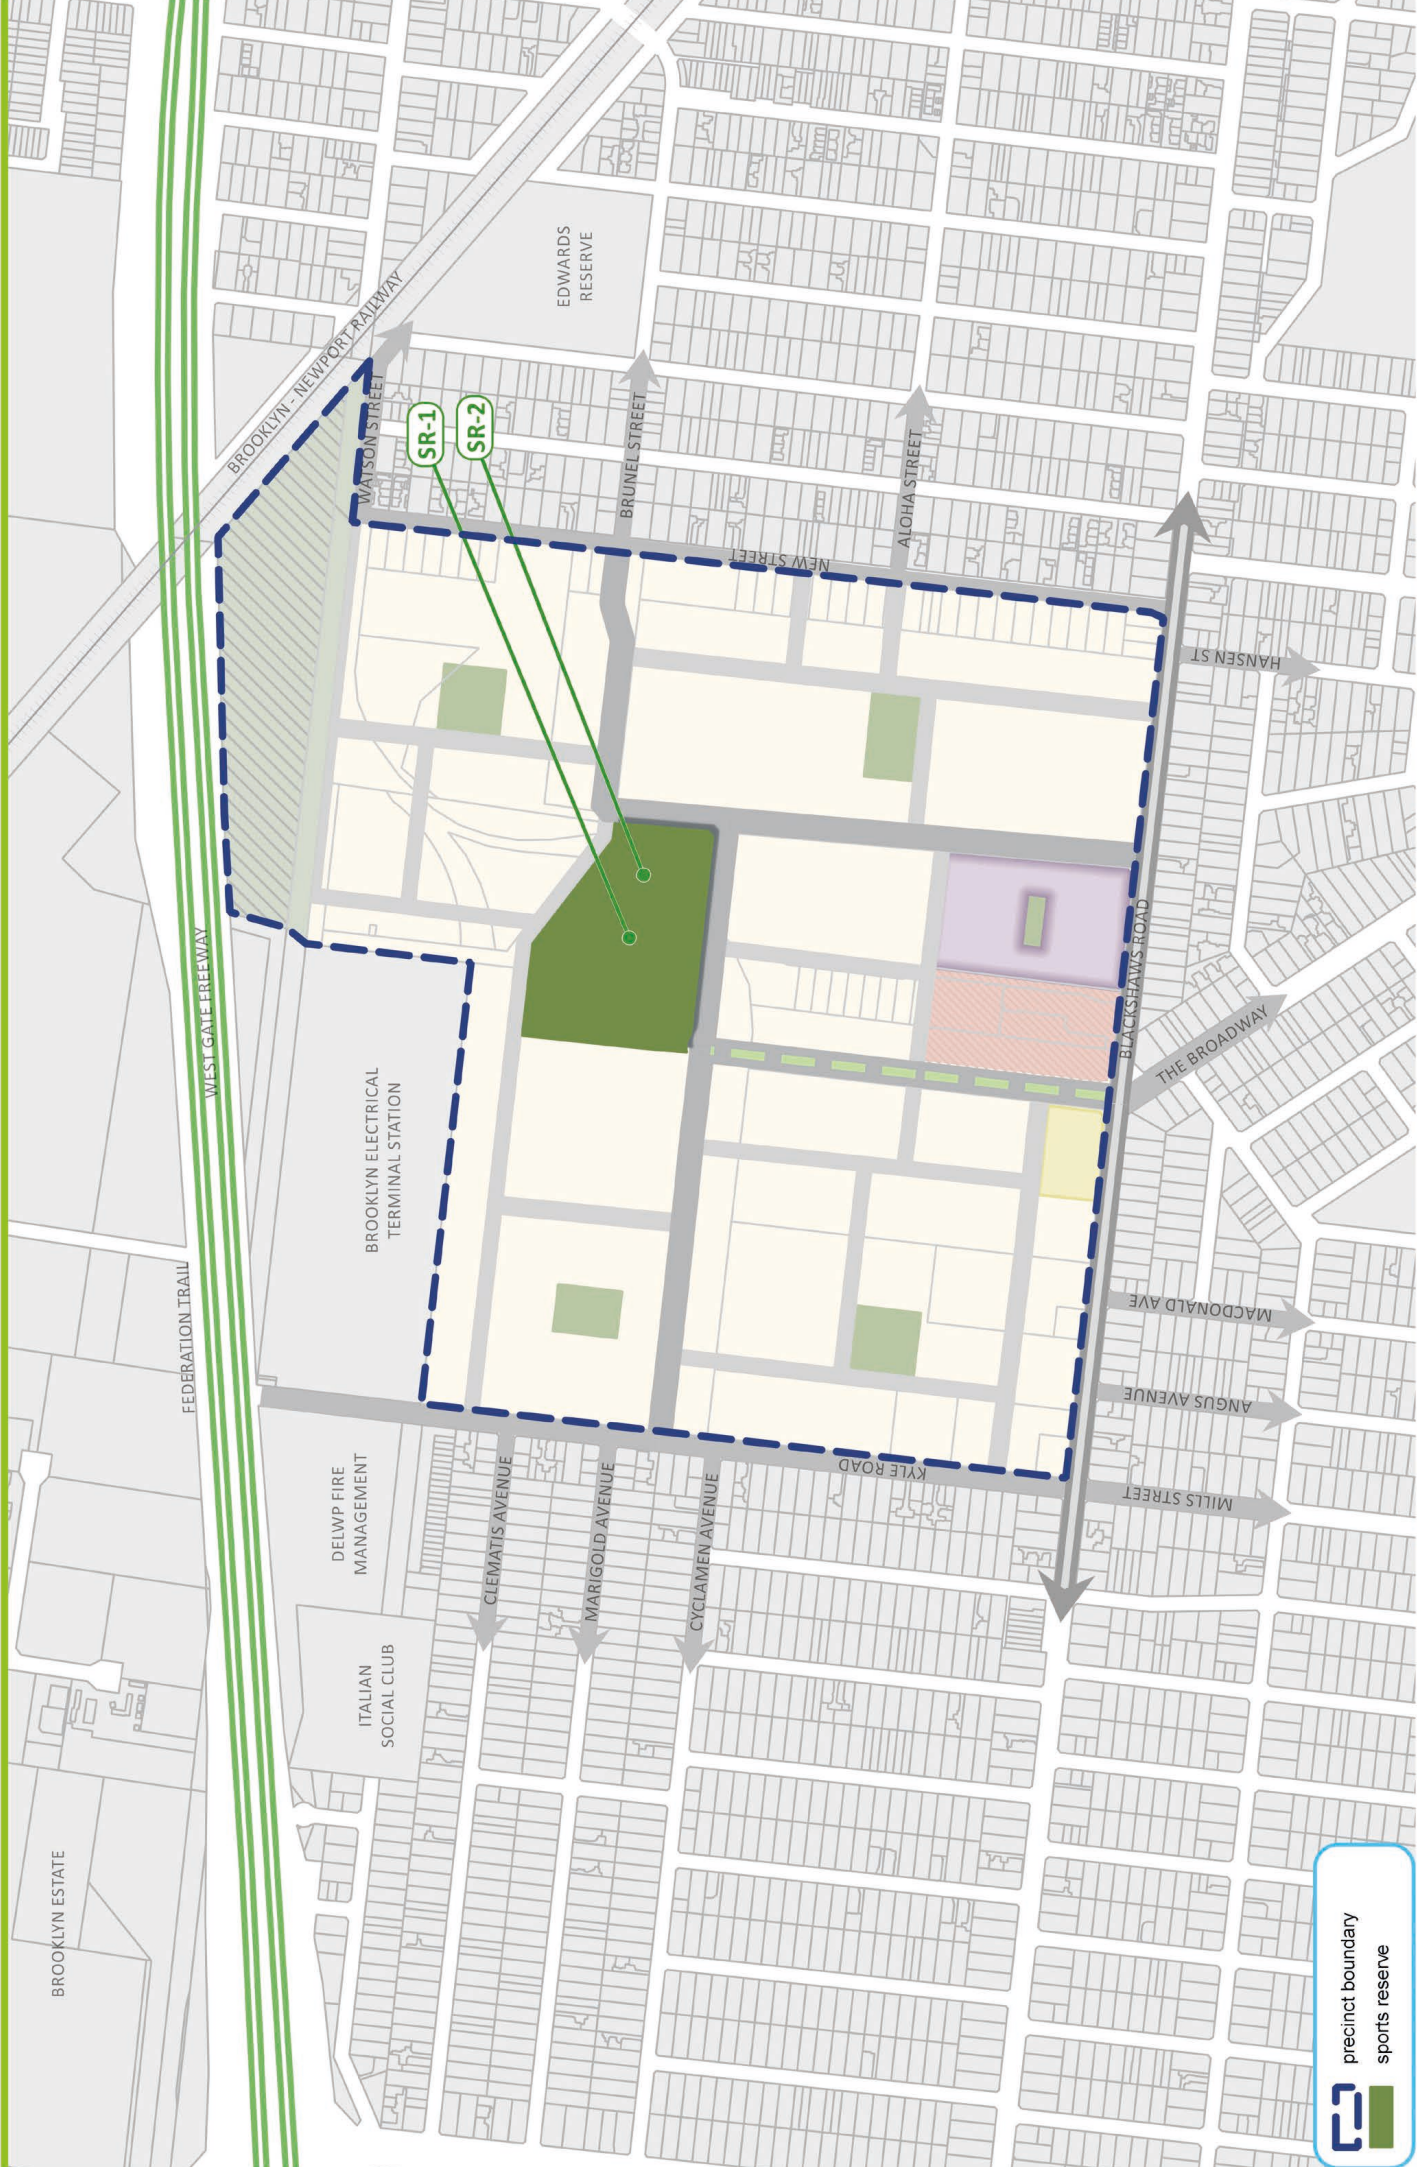 BROOKLYN ESTATE
FEDERATION TRAIL
WEST GATE FREEWAY
BROOKLYN - NEWPORT RAILWAY
ITALIAN
SOCIAL CLUB
DELWP FIRE
MANAGEMENT
BROOKLYN ELECTRICAL
TERMINAL STATION
WATSON STREET
SR-1
SR-2
EDWARDS
RESERVE
CLEMATIS AVENUE
MARIGOLD AVENUE
CYCLAMEN AVENUE
BRUNEL STREET
NEW STREET
ALOHA STREET
KYLE ROAD
BLACKSHAWS ROAD
MILLS STREET
ANGUS AVENUE
MACDONALD AVE
THE BROADWAY
HANSEN ST
precinct boundary
sports reserve